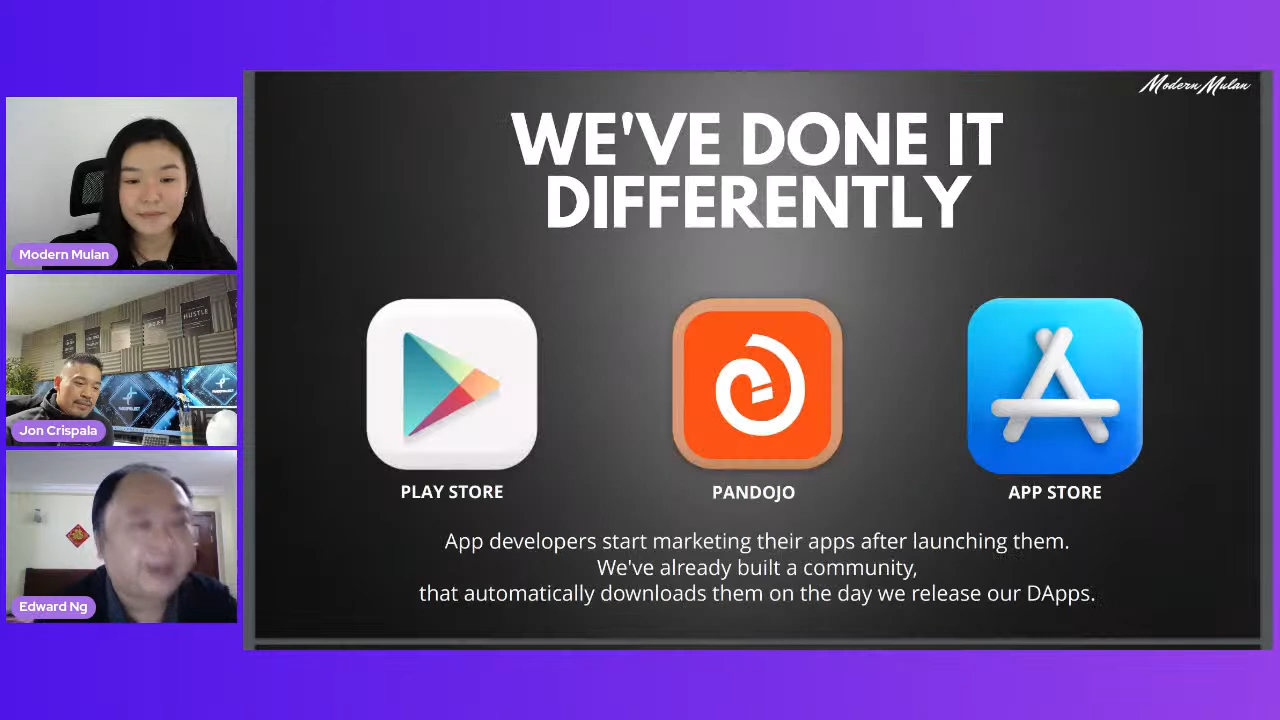 Modern Mulan
WE'VE DONE IT
DIFFERENTLY
PLAY STORE
PANDOJO
APP STORE
App developers start marketing their apps after launching them.
We've already built a community,
that automatically downloads them on the day we release our DApps.
Modern Mulan
HUSTLE
Jon Crispala
Edward Ng